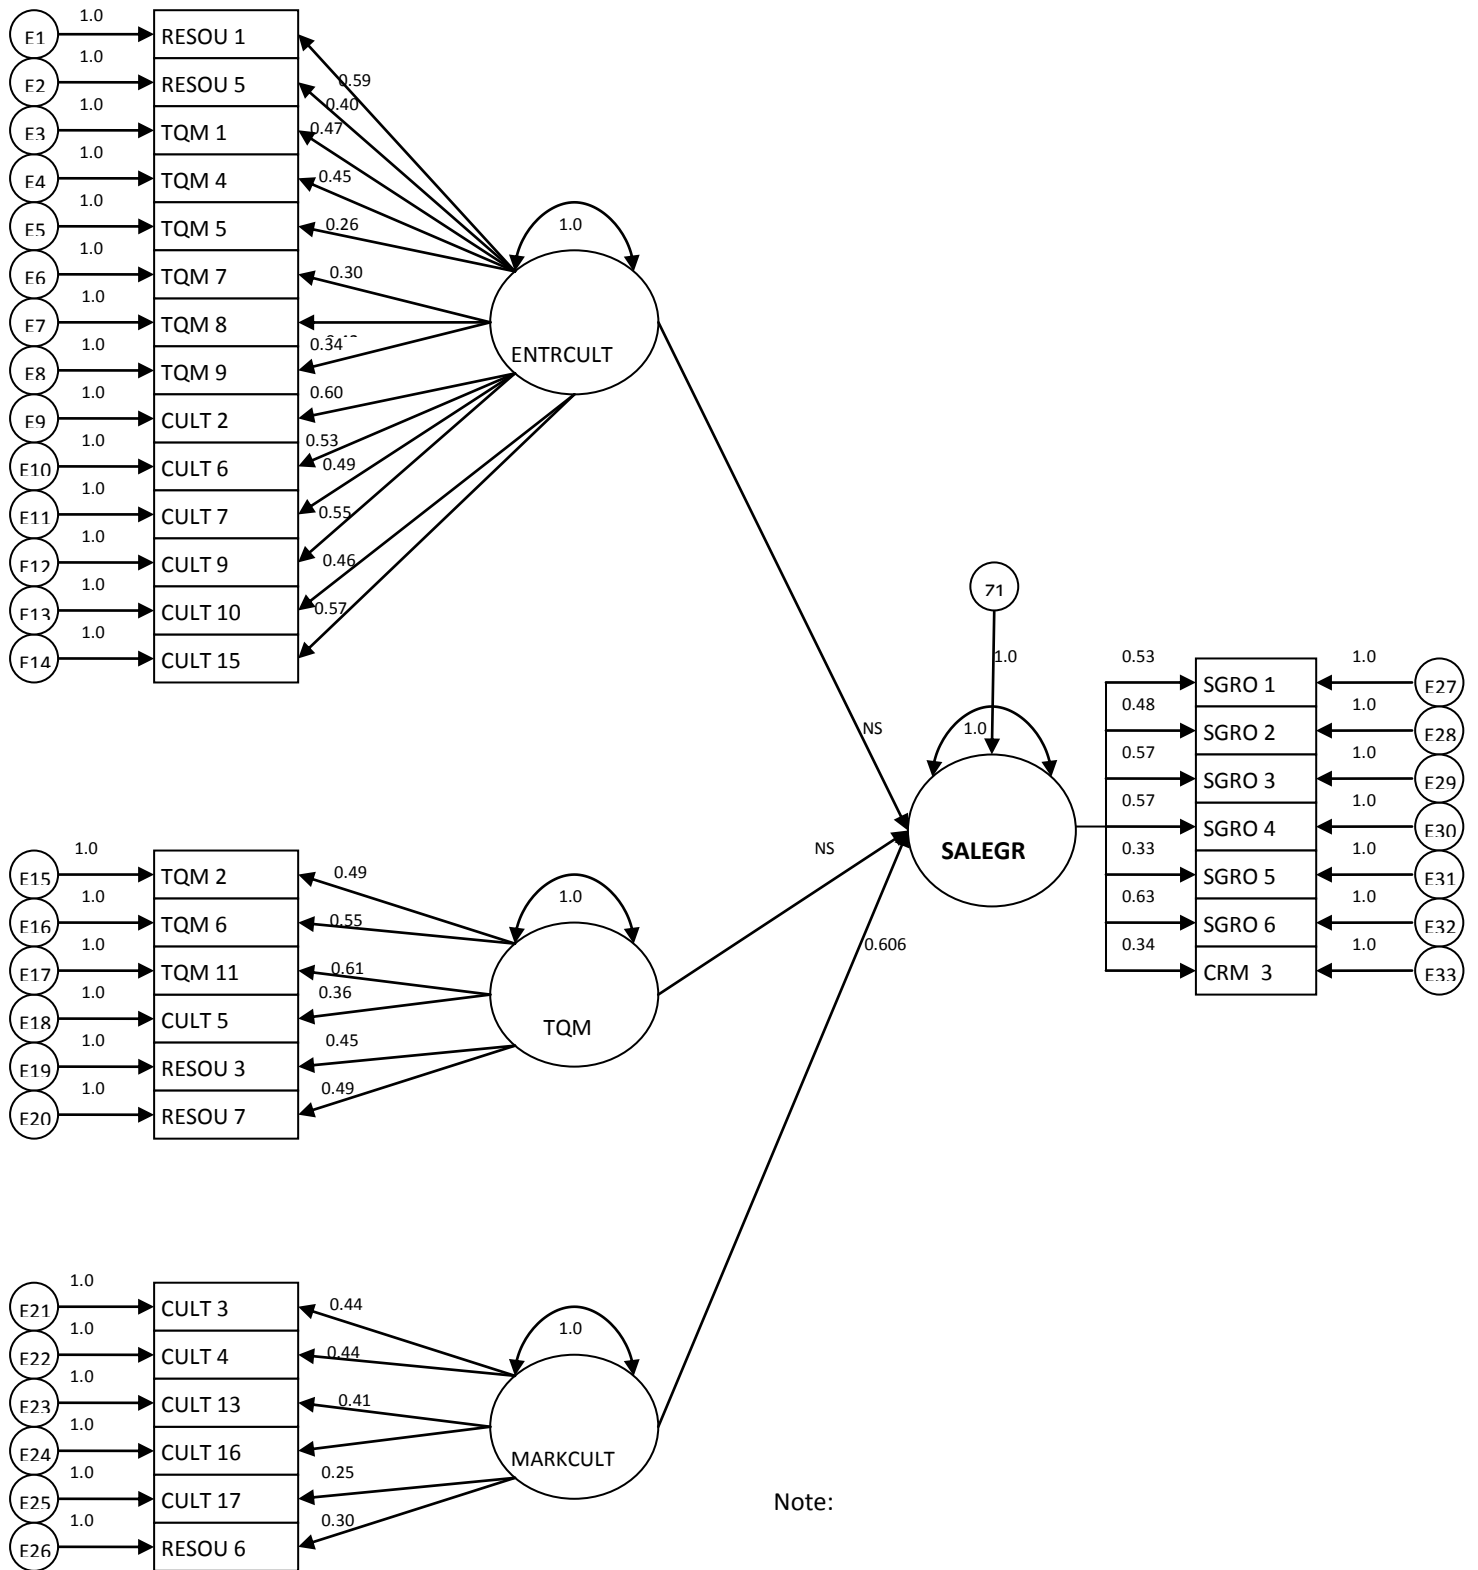 1.0
E1
RESOU 1
0.59
1.0
E2
RESOU 5
0.40
1.0
E3
TQM 1
0.47
1.0
E4
TQM 4
0.45
1.0
E5
TQM 5
0.26
1.0
E6
TQM 7
0.30
1.0
E7
TQM 8
1.0
E8
TQM 9
0.34
1.0
E9
CULT 2
0.60
1.0
E10
CULT 6
0.53
1.0
E11
CULT 7
0.49
1.0
E12
CULT 9
0.55
1.0
E13
CULT 10
0.46
1.0
E14
CULT 15
0.57
1.0
ENTRCULT
NS
1.0
E15
TQM 2
0.49
1.0
E16
TQM 6
0.55
1.0
E17
TQM 11
0.61
1.0
E18
CULT 5
0.36
1.0
E19
RESOU 3
0.45
1.0
E20
RESOU 7
0.49
1.0
TQM
NS
1.0
E21
CULT 3
0.44
1.0
E22
CULT 4
0.44
1.0
E23
CULT 13
0.41
1.0
E24
CULT 16
1.0
E25
CULT 17
0.25
1.0
E26
RESOU 6
0.30
1.0
MARKCULT
0.606
1.0
1.0
SALEGR
0.53
SGRO 1
1.0
E27
0.48
SGRO 2
1.0
E28
0.57
SGRO 3
1.0
E29
0.57
SGRO 4
1.0
E30
0.33
SGRO 5
1.0
E31
0.63
SGRO 6
1.0
E32
0.34
CRM 3
1.0
E33
Note: